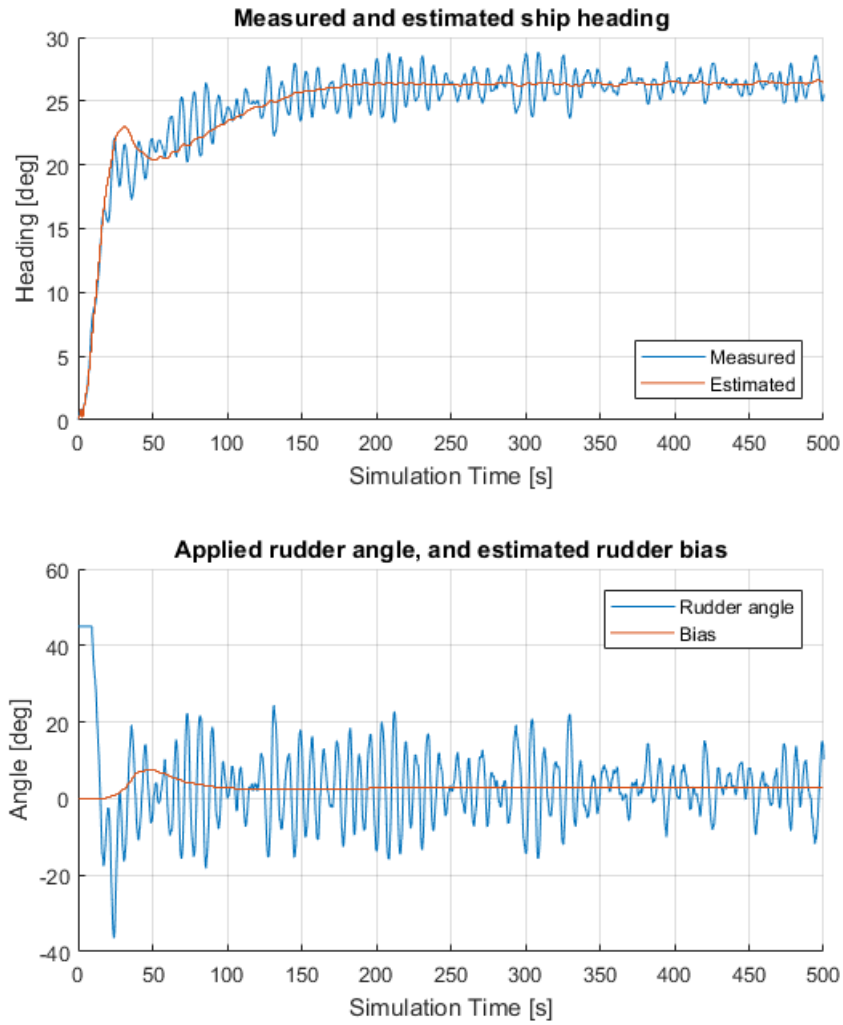 Measured and estimated ship heading
30
25
20
15
10
5
0
Heading [deg]
Measured
Estimated
0 50 100 150 200 250 300 350 400 450 500
Simulation Time [s]
Applied rudder angle, and estimated rudder bias
60
40
20
0
-20
-40
Angle [deg]
Rudder angle
Bias
0 50 100 150 200 250 300 350 400 450 500
Simulation Time [s]